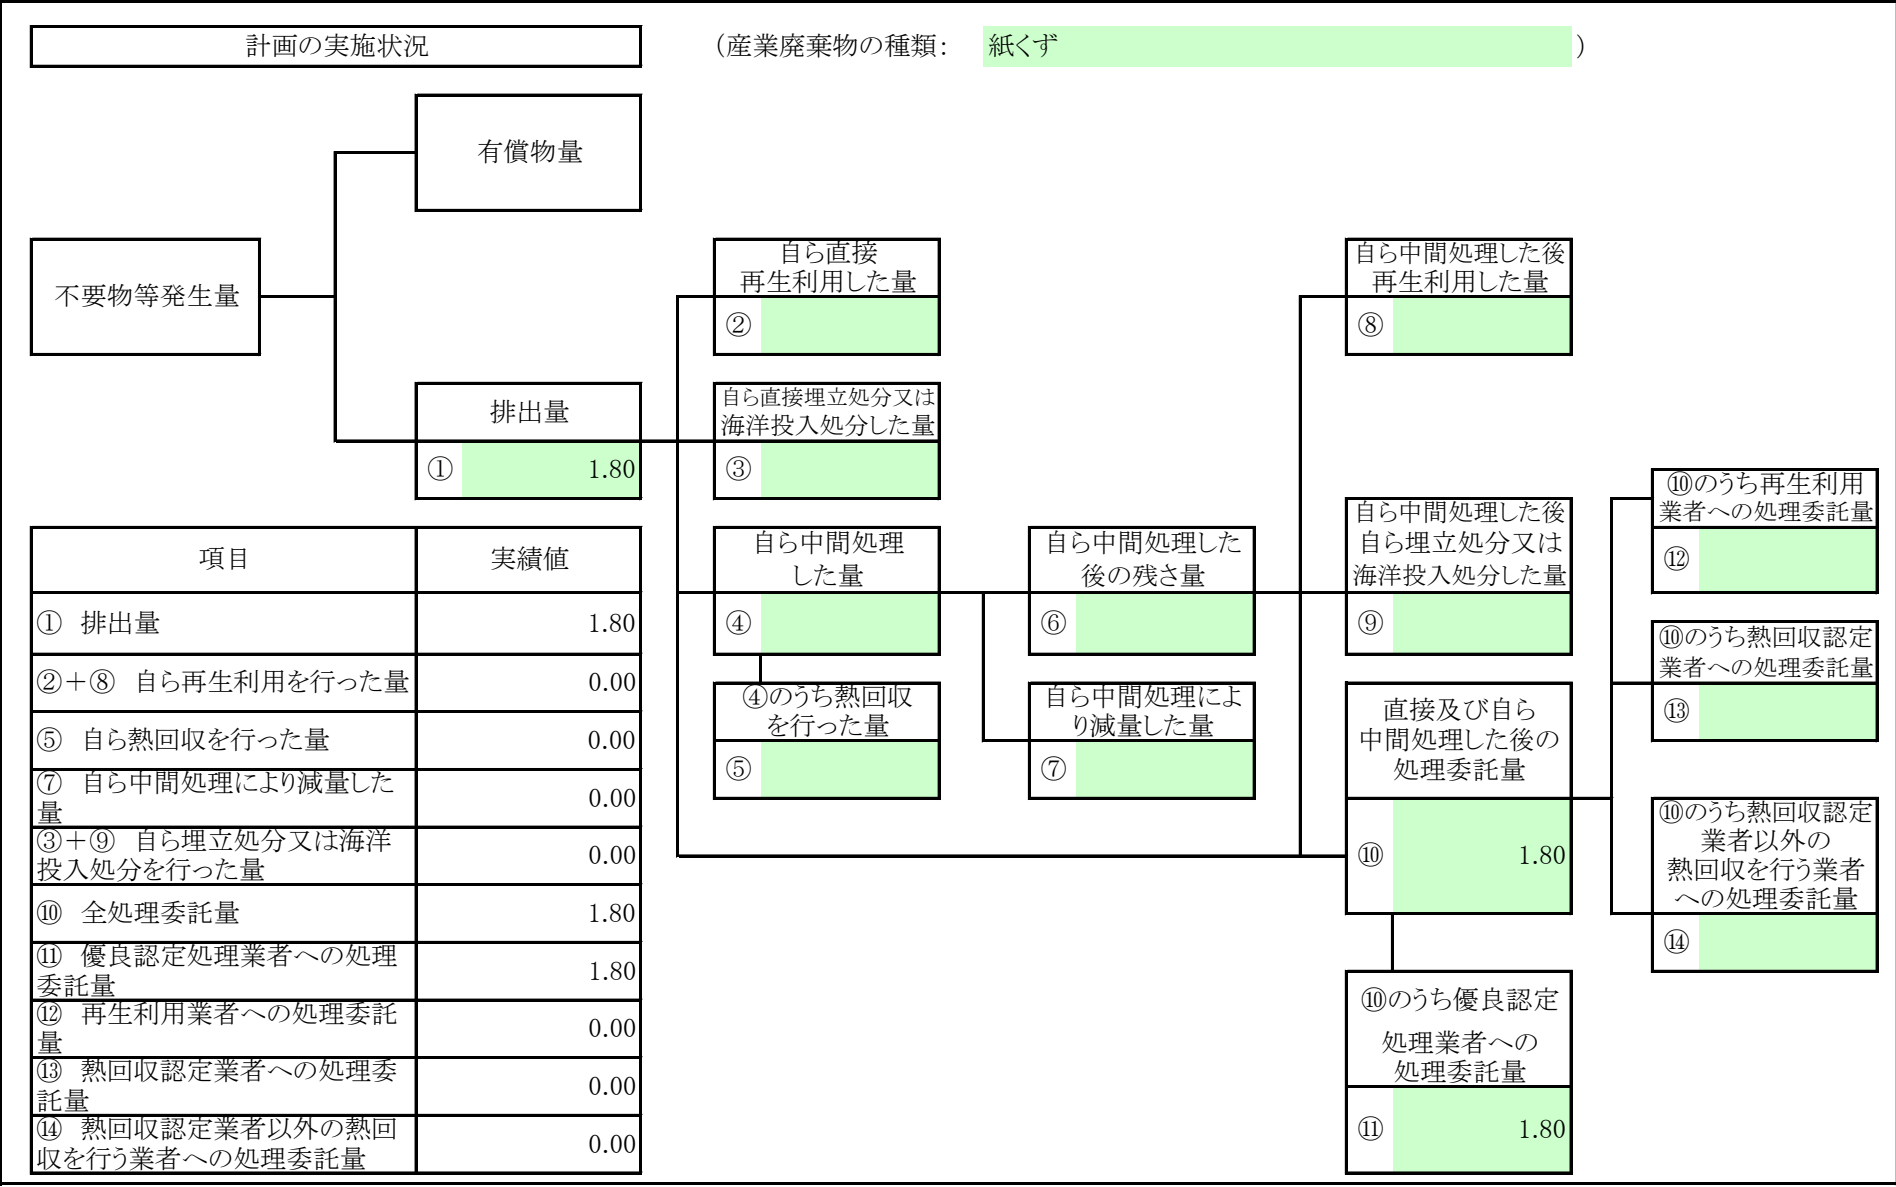 計画の実施状況
（産業廃棄物の種類： 紙くず ）
有償物量
不要物等発生量
自ら直接
再生利用した量
②
自ら中間処理した後
再生利用した量
⑧
排出量
① 1.80
自ら直接埋立処分又は
海洋投入処分した量
③
自ら中間処理
した量
④
自ら中間処理した
後の残さ量
⑥
自ら中間処理した後
自ら埋立処分又は
海洋投入処分した量
⑨
⑩のうち再生利用
業者への処理委託量
⑫
⑩のうち熱回収認定
業者への処理委託量
⑬
④のうち熱回収
を行った量
⑤
自ら中間処理によ
り減量した量
⑦
直接及び自ら
中間処理した後の
処理委託量
⑩ 1.80
⑩のうち熱回収認定
業者以外の
熱回収を行う業者
への処理委託量
⑭
⑩のうち優良認定
処理業者への
処理委託量
⑪ 1.80
項目 実績値
① 排出量 1.80
②＋⑧ 自ら再生利用を行った量 0.00
⑤ 自ら熱回収を行った量 0.00
⑦ 自ら中間処理により減量した
量 0.00
③＋⑨ 自ら埋立処分又は海洋
投入処分を行った量 0.00
⑩ 全処理委託量 1.80
⑪ 優良認定処理業者への処理
委託量 1.80
⑫ 再生利用業者への処理委託
量 0.00
⑬ 熱回収認定業者への処理委
託量 0.00
⑭ 熱回収認定業者以外の熱回
収を行う業者への処理委託量 0.00